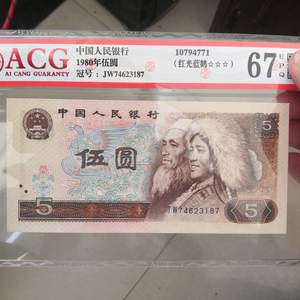 ACG
AI CANG GUARANTY
中国人民银行
1980年伍圆
冠号：JW74623187
10794771
(红光蓝鹤☆☆☆)
67
EPQ
中国人民银行
伍圆
5
5
5
JW74623187